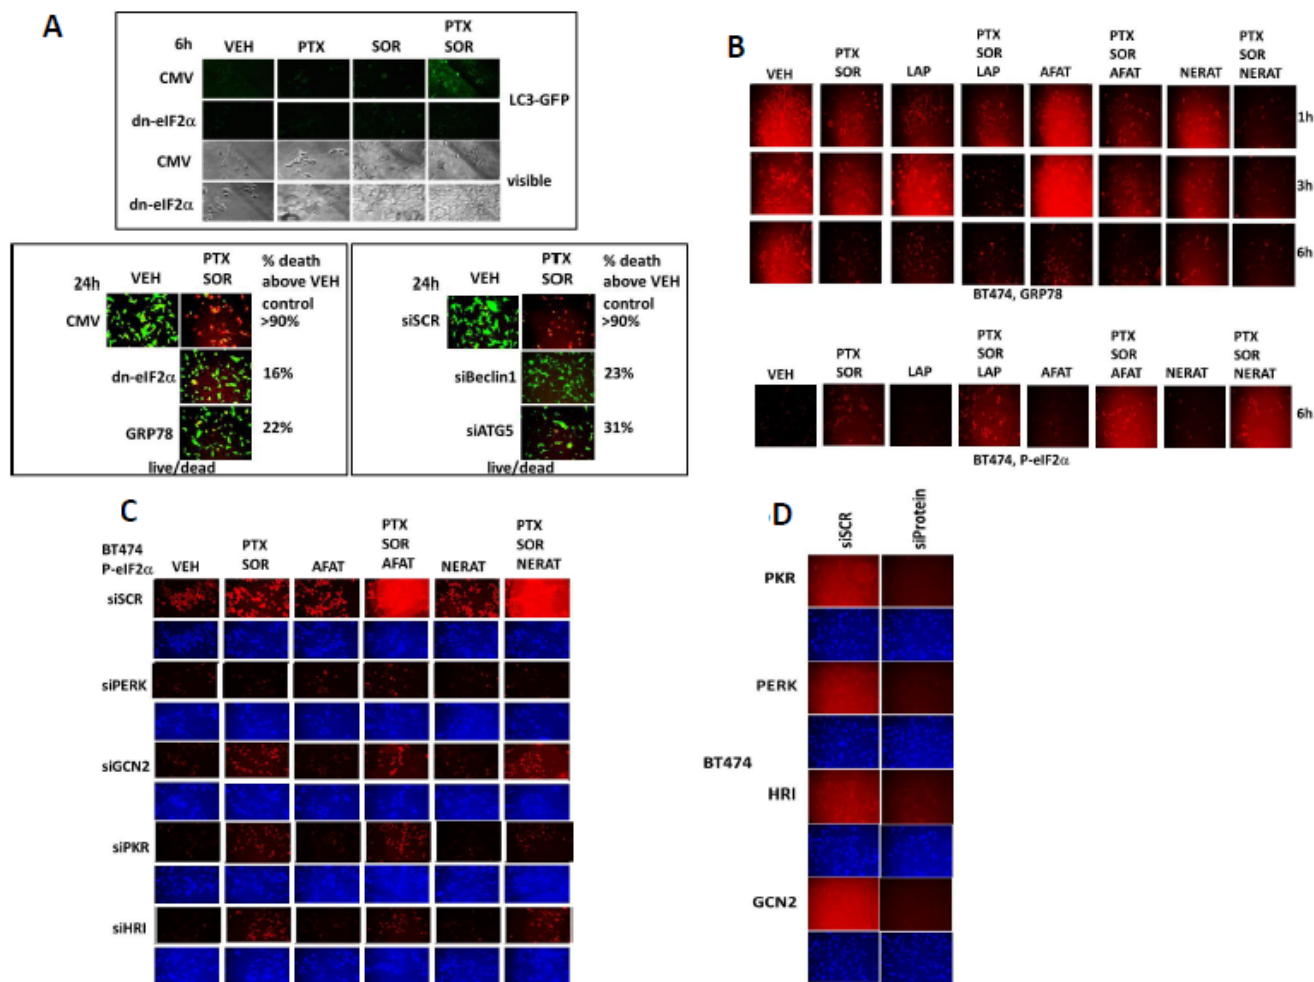 A
6h
VEH
PTX
SOR
PTX
SOR
CMV
dn-eIF2α
LC3-GFP
CMV
dn-eIF2α
visible
24h
VEH
PTX
SOR
% death
above VEH
control
CMV
>90%
dn-eIF2α
16%
GRP78
22%
live/dead
24h
VEH
PTX
SOR
% death
above VEH
control
siSCR
>90%
siBeclin1
23%
siATG5
31%
live/dead
B
VEH
PTX
SOR
LAP
PTX
SOR
LAP
AFAT
PTX
SOR
AFAT
NERAT
PTX
SOR
NERAT
1h
3h
6h
BT474, GRP78
VEH
PTX
SOR
LAP
PTX
SOR
LAP
AFAT
PTX
SOR
AFAT
NERAT
PTX
SOR
NERAT
6h
BT474, P-eIF2α
C
BT474
P-eIF2α
VEH
PTX
SOR
AFAT
PTX
SOR
AFAT
NERAT
PTX
SOR
NERAT
siSCR
siPERK
siGCN2
siPKR
siHRI
D
siSCR
siProtein
PKR
PERK
BT474
HRI
GCN2